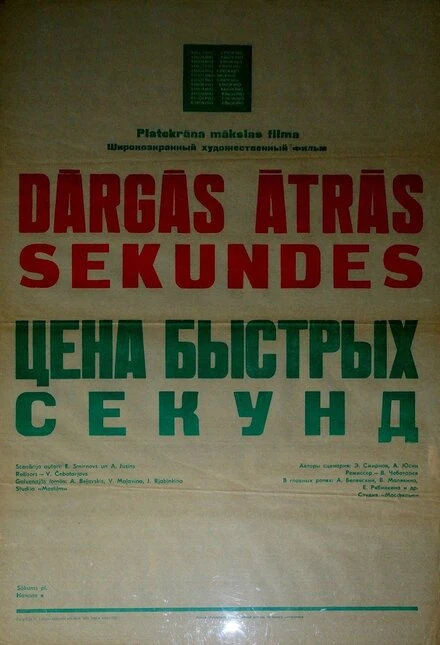 Platekrāna mākslas filma
Широкоэкранный художественный фильм
DĀRGĀS ĀTRĀS
SEKUNDES
ЦЕНА БЫСТРЫХ
СЕКУНД
Scenārija autori E. Smirnovs un A. Jusins
Režisors – V. Čebotarjovs
Galvenajās lomās: A. Beļavskis, V. Maļavina, J. Rjabinkina
Studija «Mosfilm»
Авторы сценария: Э. Смирнов, А. Юсин
Режиссер – В. Чеботарев
В главных ролях: А. Белявский, В. Малявина,
Е. Рябинкина и др.
Студия «Мосфильм»
Sākums pl.
Начало в